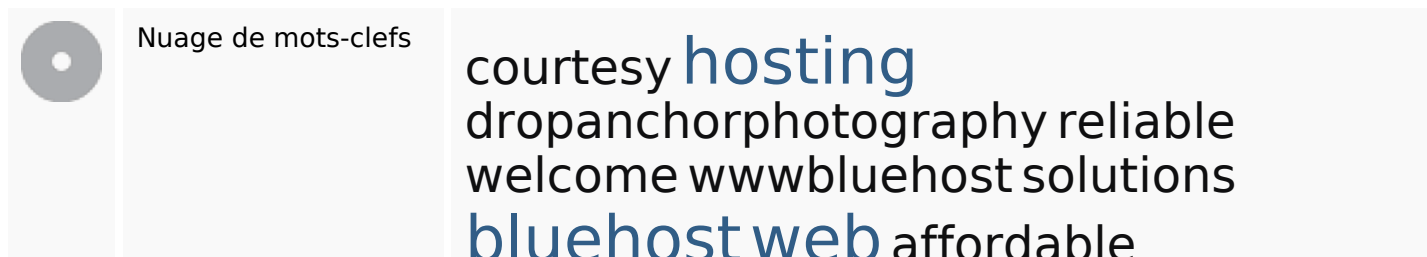 Nuage de mots-clefs
courtesy hosting
dropanchorphotography reliable
welcome wwwbluehost solutions
bluehost web affordable